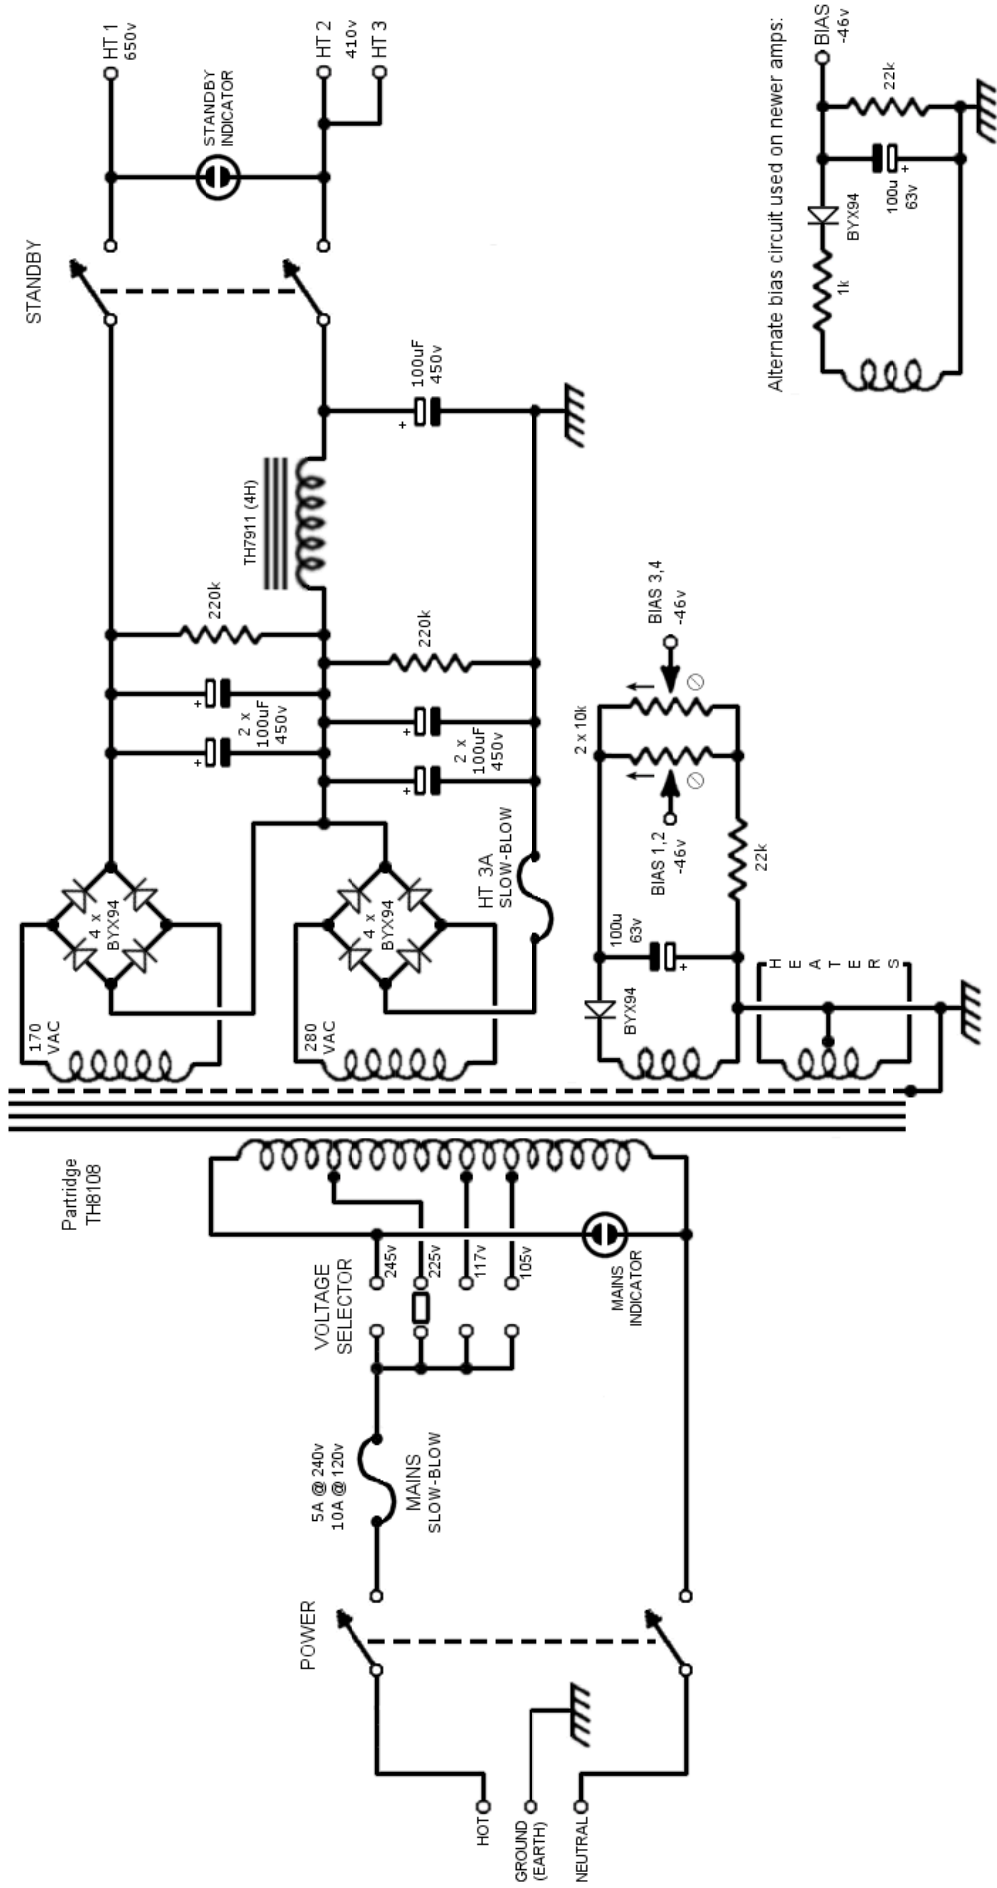 HOT
GROUND
(EARTH)
NEUTRAL
POWER
5A @ 240v
10A @ 120v
MAINS
SLOW-BLOW
VOLTAGE
SELECTOR
245v
225v
117v
105v
MAINS
INDICATOR
Partridge
TH8108
170
VAC
4 x
BYX94
280
VAC
4 x
BYX94
HT 3A
SLOW-BLOW
+
+
2 x
100uF
450v
220k
+
+
2 x
100uF
450v
220k
TH7911 (4H)
+
100uF
450v
STANDBY
STANDBY
INDICATOR
HT 1
650v
HT 2
410v
HT 3
BYX94
100u
63v
+
22k
BIAS 1,2
-46v
2 x 10k
BIAS 3,4
-46v
HEATERS
Alternate bias circuit used on newer amps:
1k
BYX94
100u
63v
+
22k
BIAS
-46v